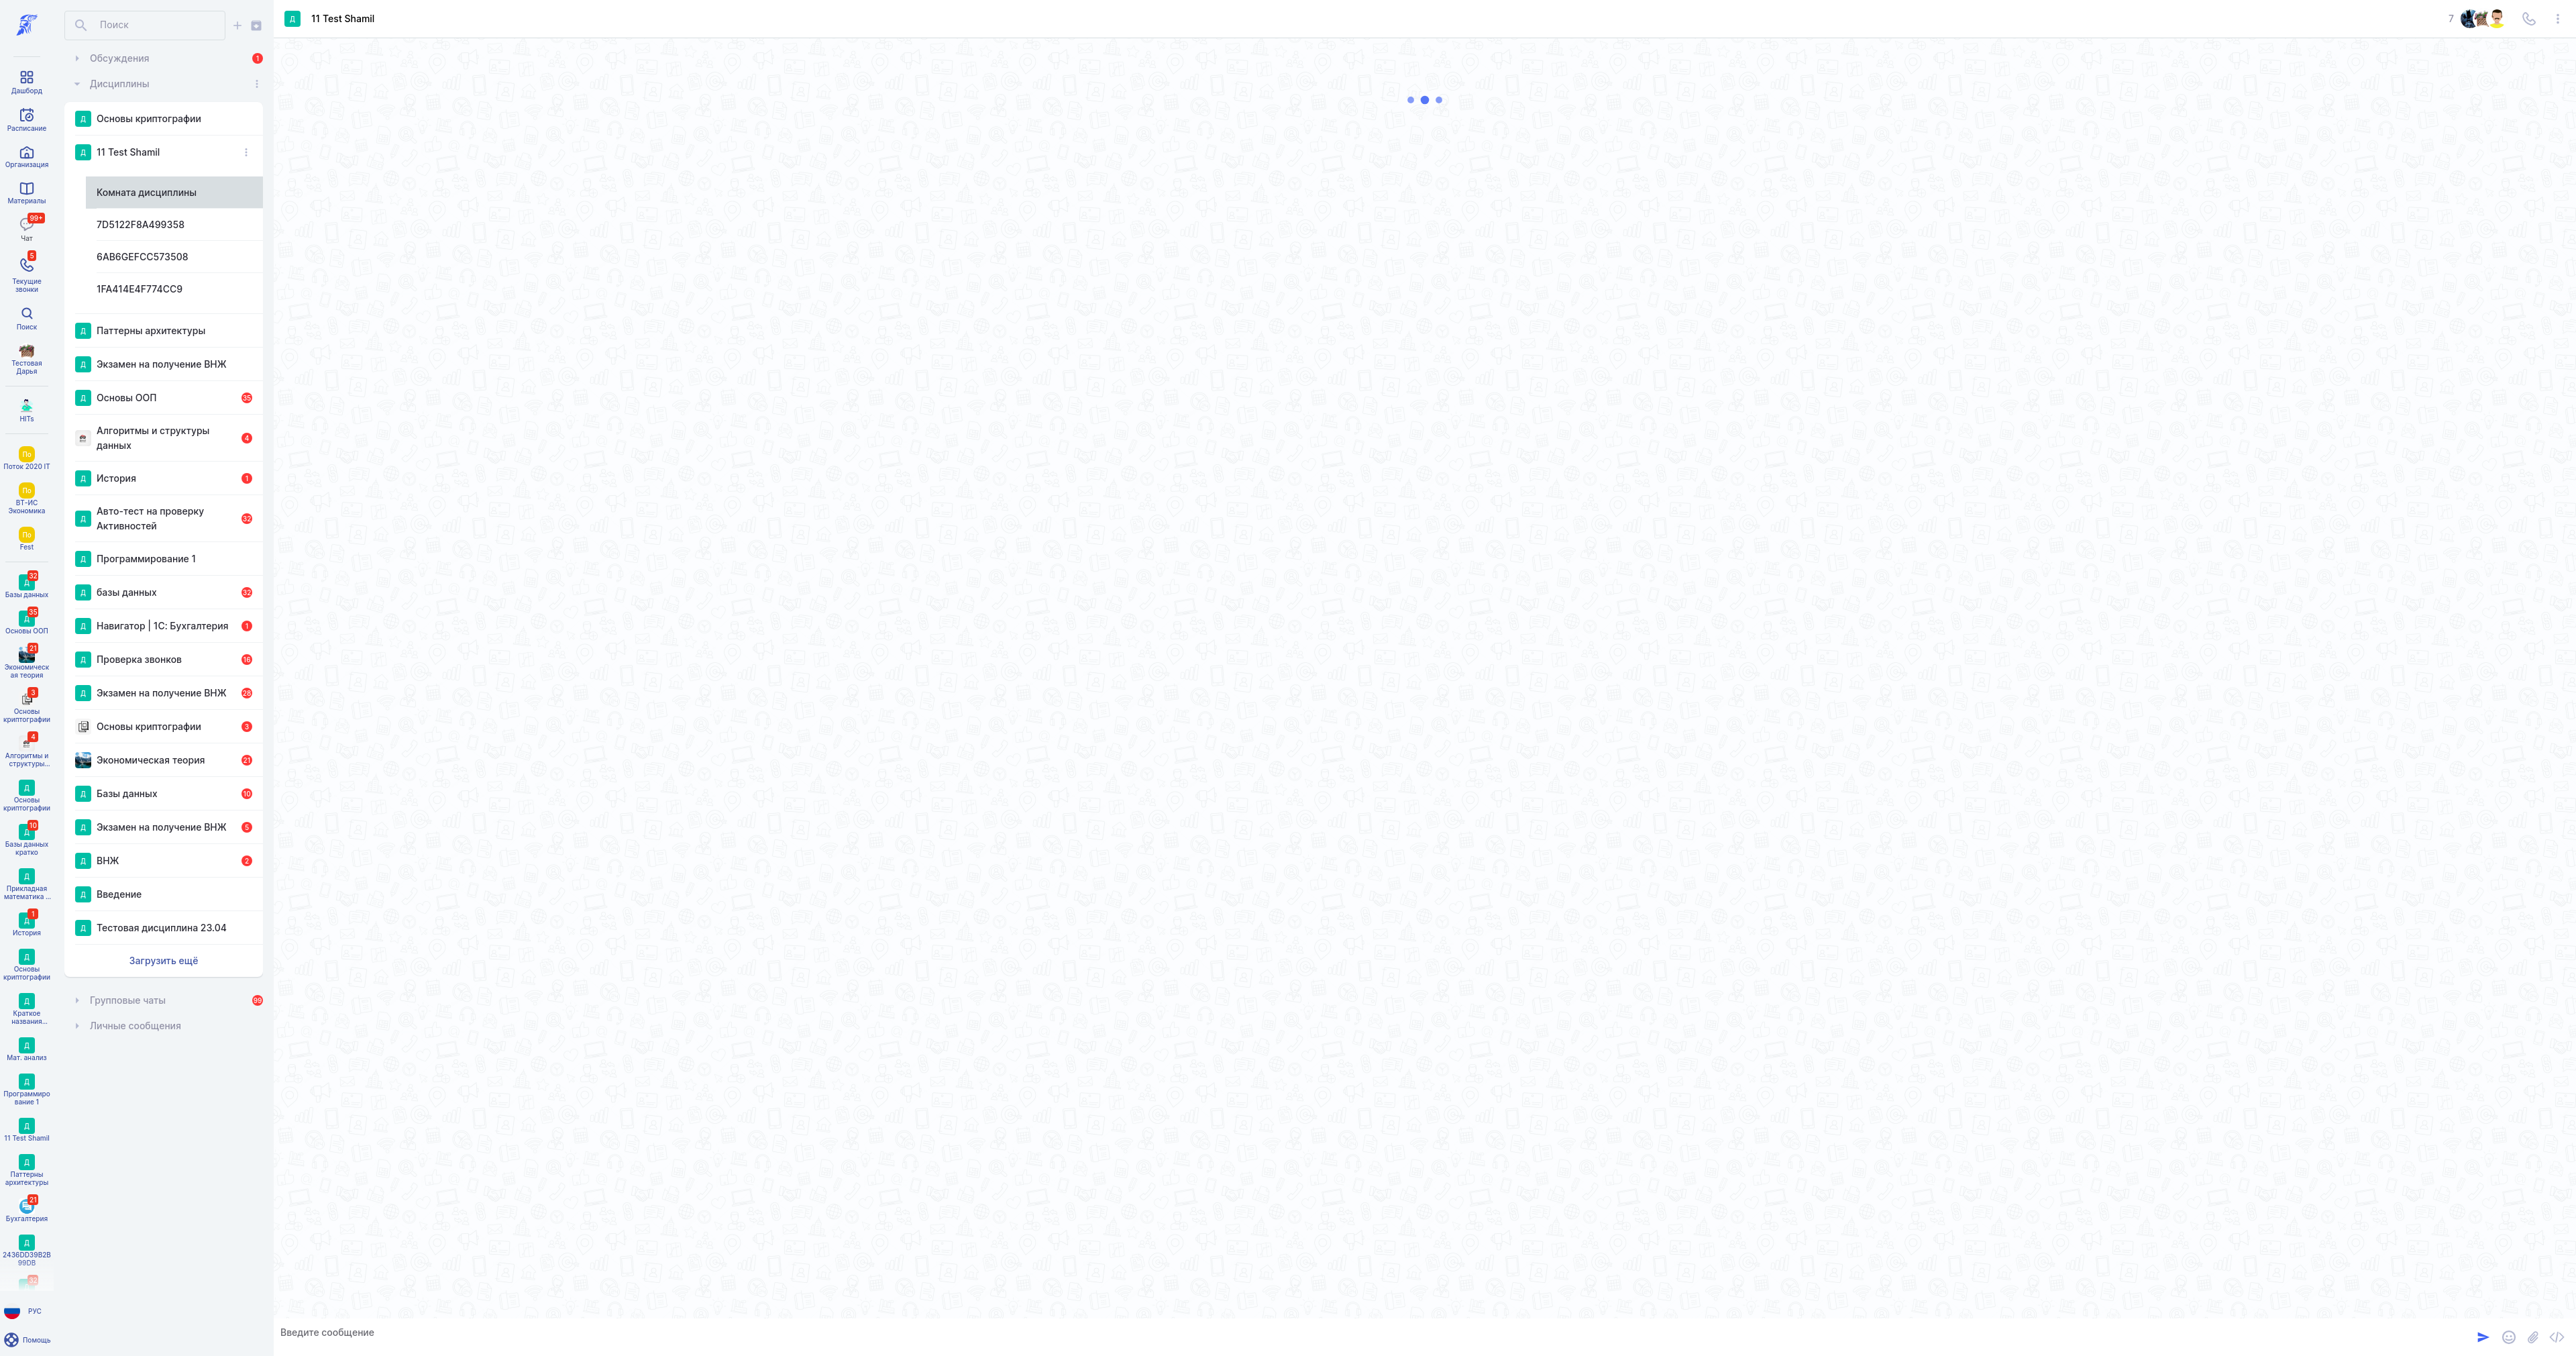 Дашборд
Расписание
Организация
Материалы
99+
Чат
5
Текущие
звонки
Поиск
Тестовая
Дарья
HITs
По
Поток 2020 IT
По
ВТ-ИС
Экономика
По
Fest
32
Д
Базы данных
35
Д
Основы ООП
21
Экономическ
ая теория
3
Основы
криптографии
4
Алгоритмы и
структуры...
Д
Основы
криптографии
10
Д
Базы данных
кратко
Д
Прикладная
математика ...
1
Д
История
Д
Основы
криптографии
Д
Краткое
названия...
Д
Мат. анализ
Д
Программиро
вание 1
Д
11 Test Shamil
Д
Паттерны
архитектуры
21
Бухгалтерия
Д
2436DD39B2B
99DB
32
РУС
Помощь
Поиск
Обсуждения 1
Дисциплины
Д Основы криптографии
Д 11 Test Shamil
Комната дисциплины
7D5122F8A499358
6AB6GEFCC573508
1FA414E4F774CC9
Д Паттерны архитектуры
Д Экзамен на получение ВНЖ
Д Основы ООП 35
Алгоритмы и структуры
данных 4
Д История 1
Д Авто-тест на проверку
Активностей 32
Д Программирование 1
Д базы данных 32
Д Навигатор | 1С: Бухгалтерия 1
Д Проверка звонков 16
Д Экзамен на получение ВНЖ 28
Основы криптографии 3
Экономическая теория 21
Д Базы данных 10
Д Экзамен на получение ВНЖ 5
Д ВНЖ 2
Д Введение
Д Тестовая дисциплина 23.04
Загрузить ещё
Групповые чаты 99
Личные сообщения
Д 11 Test Shamil 7
Введите сообщение